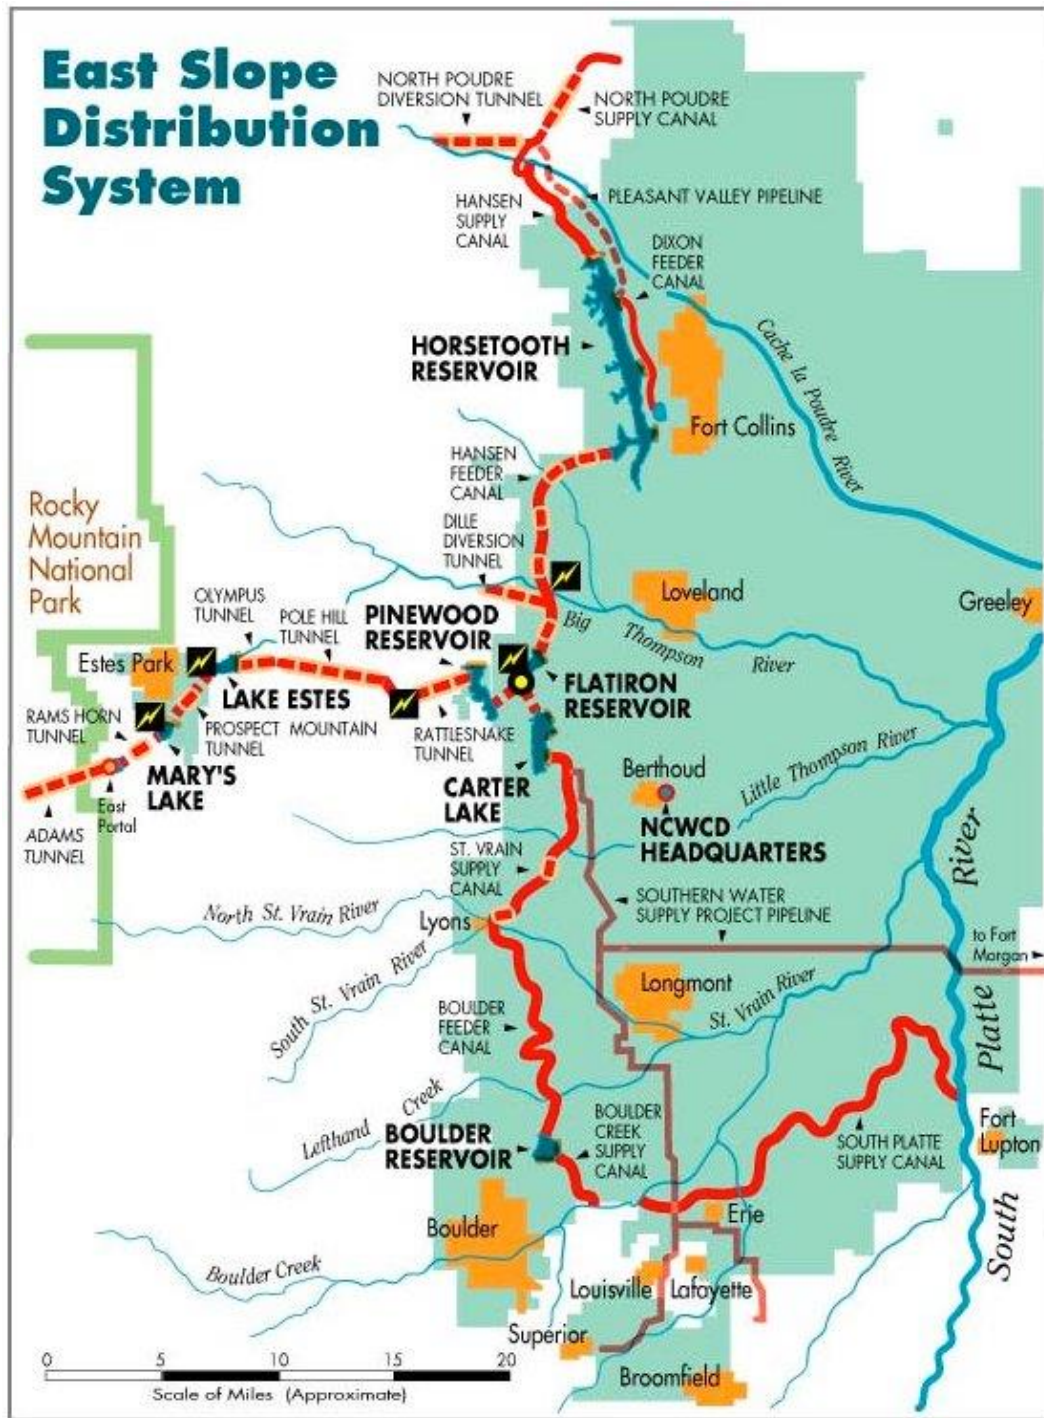 East Slope
Distribution
System
NORTH POUDRE
DIVERSION TUNNEL
NORTH POUDRE
SUPPLY CANAL
HANSEN
SUPPLY
CANAL
PLEASANT VALLEY PIPELINE
DIXON
FEEDER
CANAL
HORSETOOTH
RESERVOIR
Cache la Poudre River
Fort Collins
HANSEN
FEEDER
CANAL
Rocky
Mountain
National
Park
DILLE
DIVERSION
TUNNEL
Loveland
Greeley
OLYMPUS
TUNNEL
POLE HILL
TUNNEL
PINEWOOD
RESERVOIR
Big Thompson River
Estes Park
LAKE ESTES
FLATIRON
RESERVOIR
RAMS HORN
TUNNEL
PROSPECT MOUNTAIN
TUNNEL
RATTLESNAKE
TUNNEL
Little Thompson River
MARY'S
LAKE
East
Portal
ADAMS
TUNNEL
CARTER
LAKE
Berthoud
NCWCD
HEADQUARTERS
ST. VRAIN
SUPPLY
CANAL
SOUTHERN WATER
SUPPLY PROJECT PIPELINE
North St. Vrain River
Lyons
to Fort
Morgan
South St. Vrain River
Longmont
St. Vrain River
BOULDER
FEEDER
CANAL
South Platte River
Lefthand Creek
BOULDER
RESERVOIR
BOULDER
CREEK
SUPPLY
CANAL
SOUTH PLATTE
SUPPLY CANAL
Fort
Lupton
Boulder
Erie
Boulder Creek
Louisville
Lafayette
Superior
Broomfield
0 5 10 15 20
Scale of Miles (Approximate)